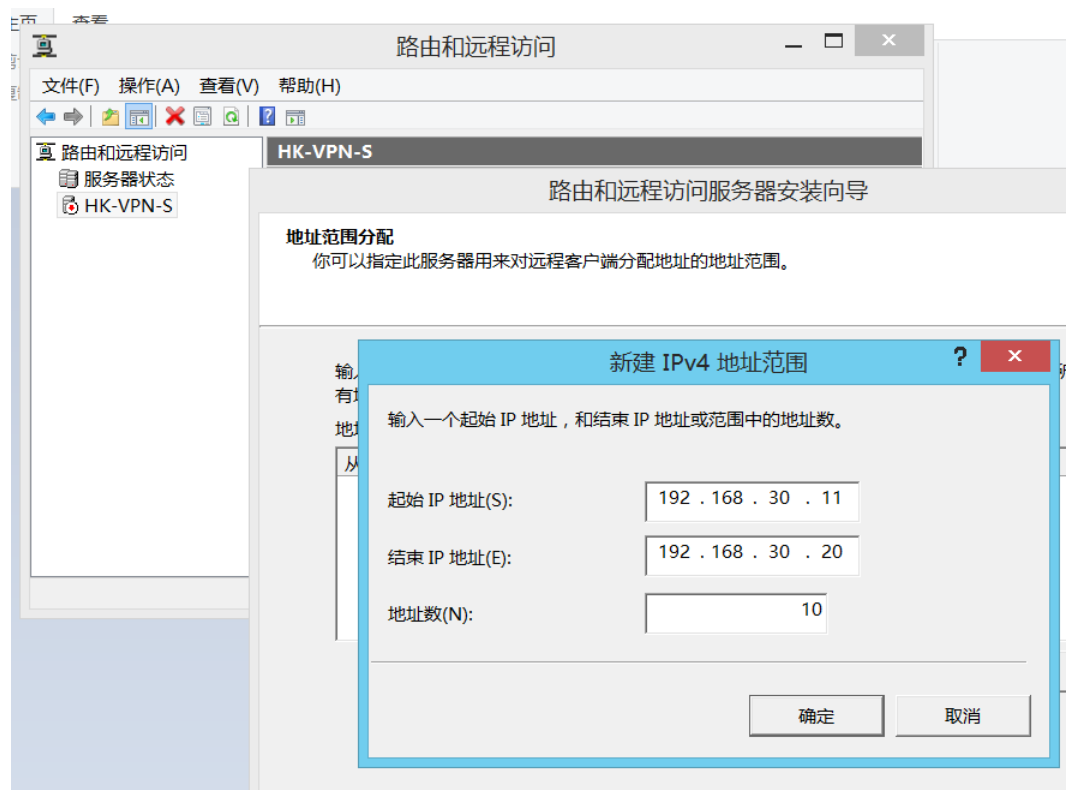 查看
路由和远程访问
文件(F) 操作(A) 查看(V) 帮助(H)
路由和远程访问
HK-VPN-S
服务器状态
HK-VPN-S
路由和远程访问服务器安装向导
地址范围分配
你可以指定此服务器用来对远程客户端分配地址的地址范围。
新建 IPv4 地址范围
输
有
地
从
输入一个起始 IP 地址，和结束 IP 地址或范围中的地址数。
起始 IP 地址(S): 192 . 168 . 30 . 11
结束 IP 地址(E): 192 . 168 . 30 . 20
地址数(N): 10
确定 取消